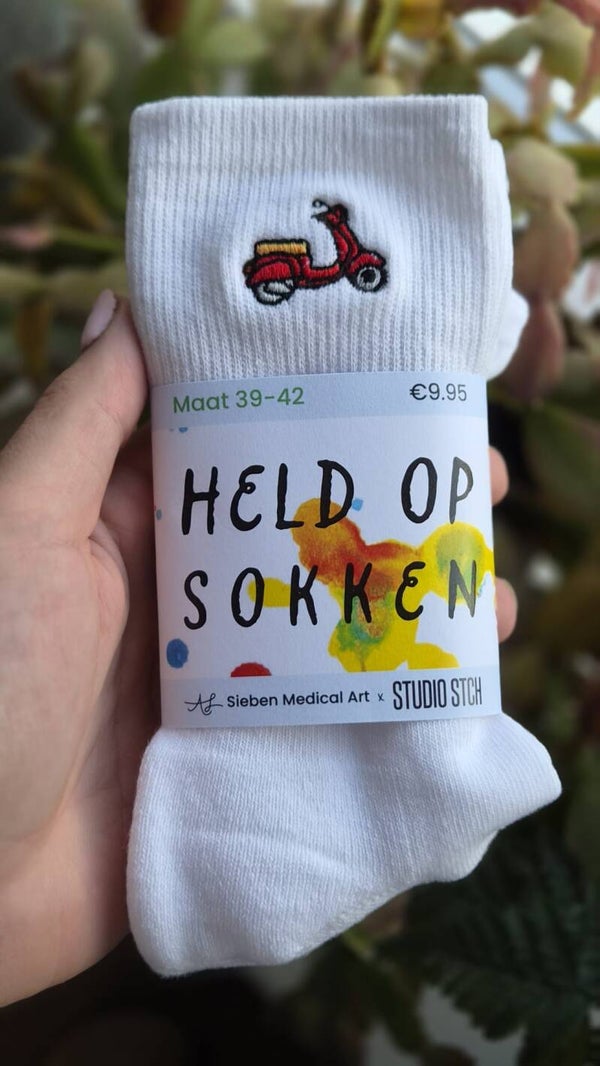 Maat 39-42 €9.95
HELD OP
SOKKEN
Sieben Medical Art x STUDIO STCH